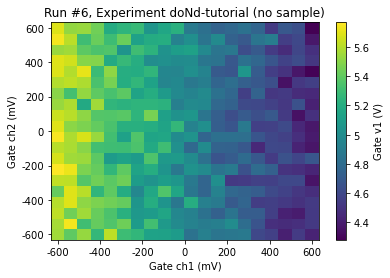 Run #6, Experiment doNd-tutorial (no sample)
Gate ch2 (mV)
600
400
200
0
-200
-400
-600
-600 -400 -200 0 200 400 600
Gate ch1 (mV)
5.6
5.4
5.2
5
4.8
4.6
4.4
Gate v1 (V)